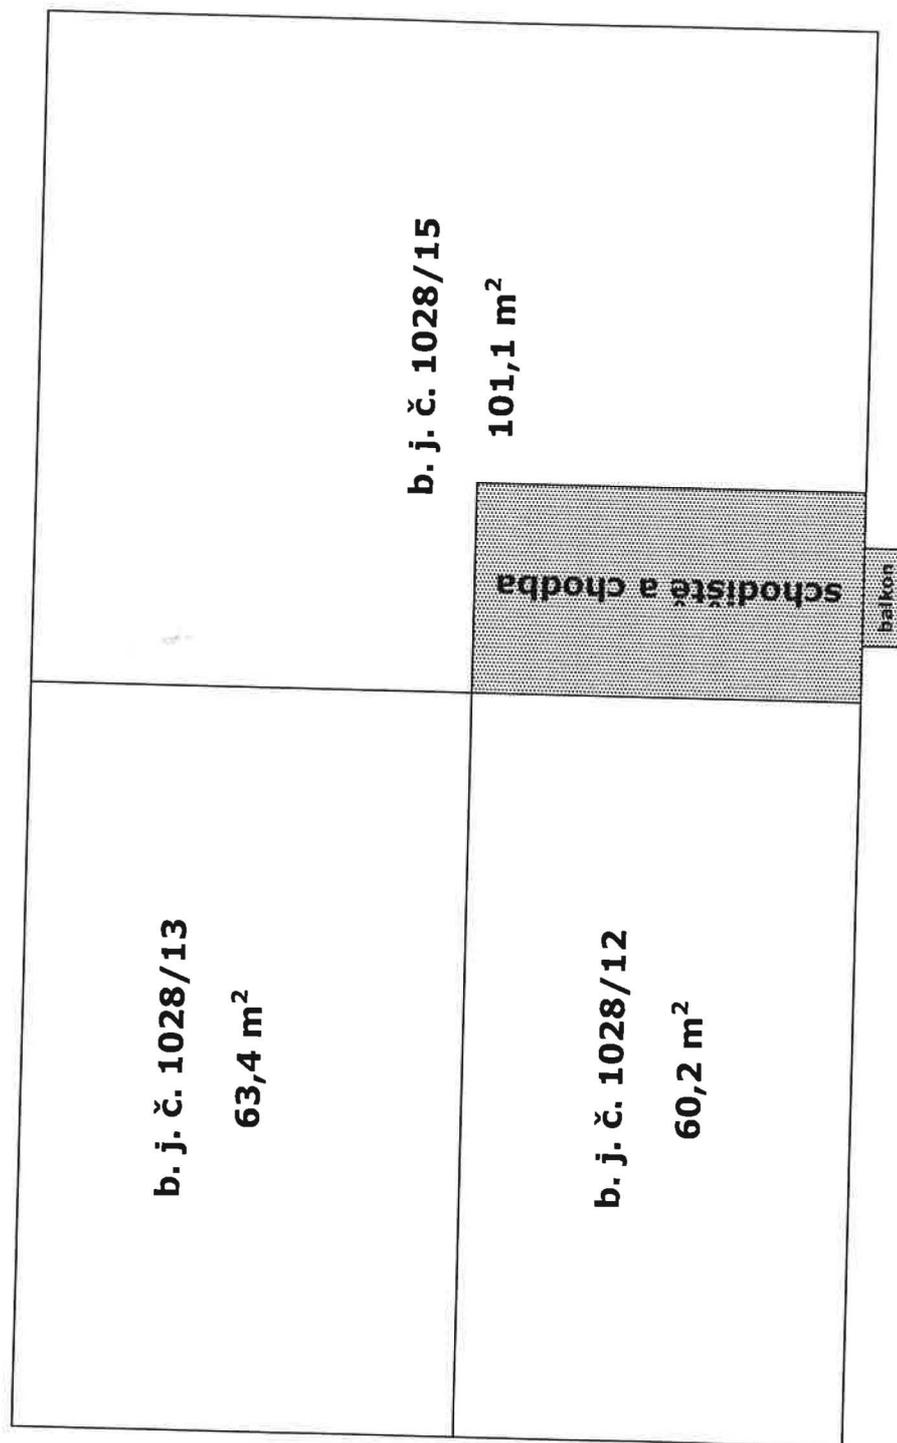 b. j. č. 1028/15
101,1 m²
schodiště a chodba
balkon
b. j. č. 1028/13
63,4 m²
b. j. č. 1028/12
60,2 m²